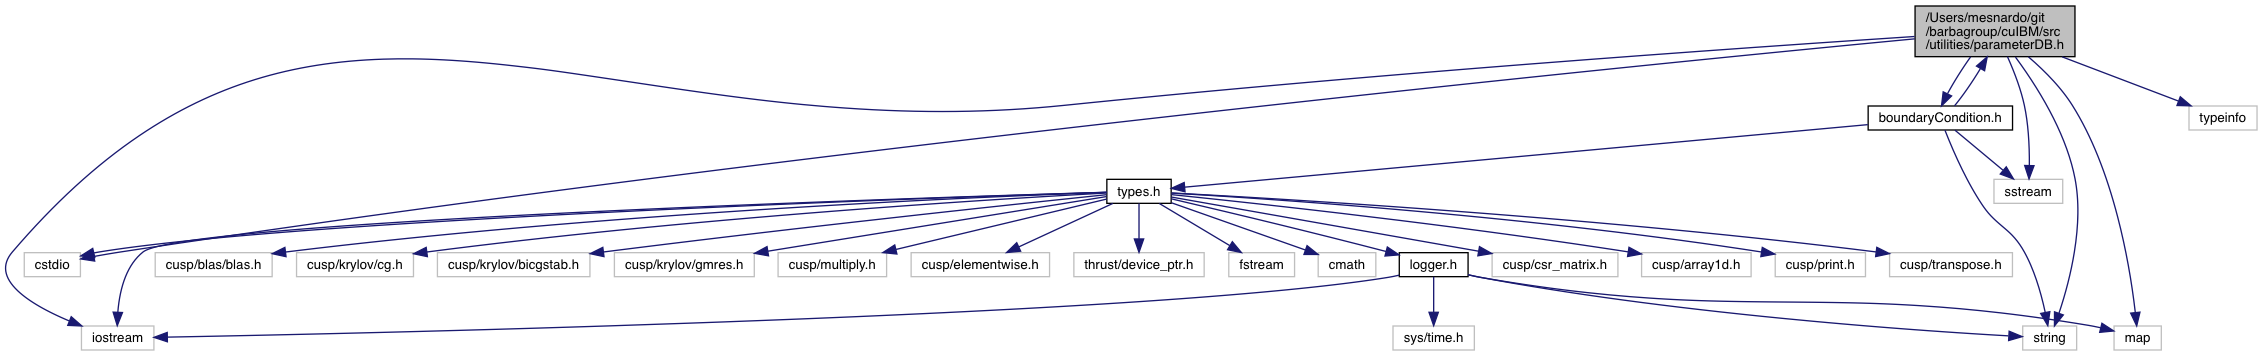 /Users/mesnardo/git
/barbagroup/cuIBM/src
/utilities/parameterDB.h
boundaryCondition.h
typeinfo
types.h
sstream
cstdio
cusp/blas/blas.h
cusp/krylov/cg.h
cusp/krylov/bicgstab.h
cusp/krylov/gmres.h
cusp/multiply.h
cusp/elementwise.h
thrust/device_ptr.h
fstream
cmath
logger.h
cusp/csr_matrix.h
cusp/array1d.h
cusp/print.h
cusp/transpose.h
iostream
sys/time.h
string
map